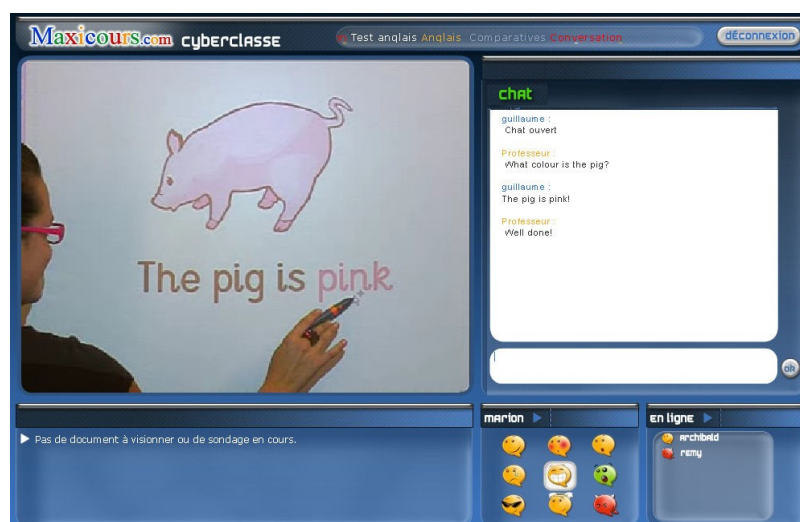 Maxicours.com cyberclasse
Test anglais Anglais Comparatives Conversation
déconnexion
The pig is pink
chat
guillaume :
Chat ouvert
Professeur :
What colour is the pig?
guillaume :
The pig is pink!
Professeur :
Well done!
ok
Pas de document à visionner ou de sondage en cours.
marion
en ligne
archibald
remy